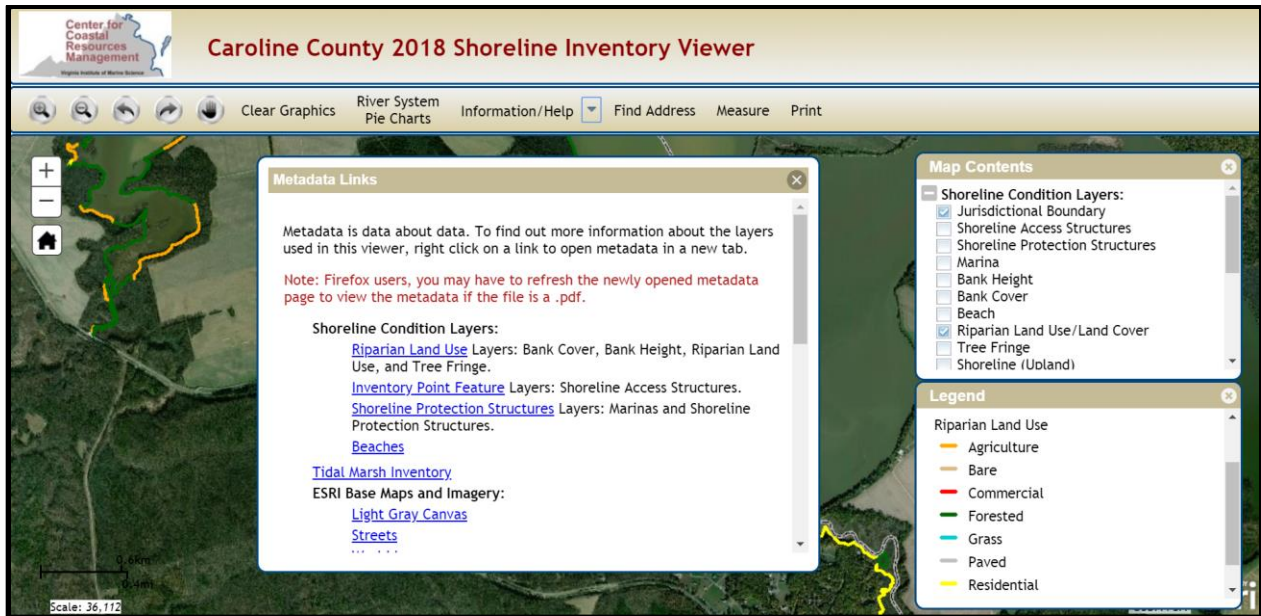 Center for
Coastal
Resources
Management
Virginia Institute of Marine Science
Caroline County 2018 Shoreline Inventory Viewer
Clear Graphics
River System
Pie Charts
Information/Help
Find Address
Measure
Print
+
−
Metadata Links
Metadata is data about data. To find out more information about the layers
used in this viewer, right click on a link to open metadata in a new tab.
Note: Firefox users, you may have to refresh the newly opened metadata
page to view the metadata if the file is a .pdf.
Shoreline Condition Layers:
Riparian Land Use Layers: Bank Cover, Bank Height, Riparian Land
Use, and Tree Fringe.
Inventory Point Feature Layers: Shoreline Access Structures.
Shoreline Protection Structures Layers: Marinas and Shoreline
Protection Structures.
Beaches
Tidal Marsh Inventory
ESRI Base Maps and Imagery:
Light Gray Canvas
Streets
Map Contents
Shoreline Condition Layers:
Jurisdictional Boundary
Shoreline Access Structures
Shoreline Protection Structures
Marina
Bank Height
Bank Cover
Beach
Riparian Land Use/Land Cover
Tree Fringe
Shoreline (Upland)
Legend
Riparian Land Use
Agriculture
Bare
Commercial
Forested
Grass
Paved
Residential
0.6km
0.4mi
Scale: 36,112